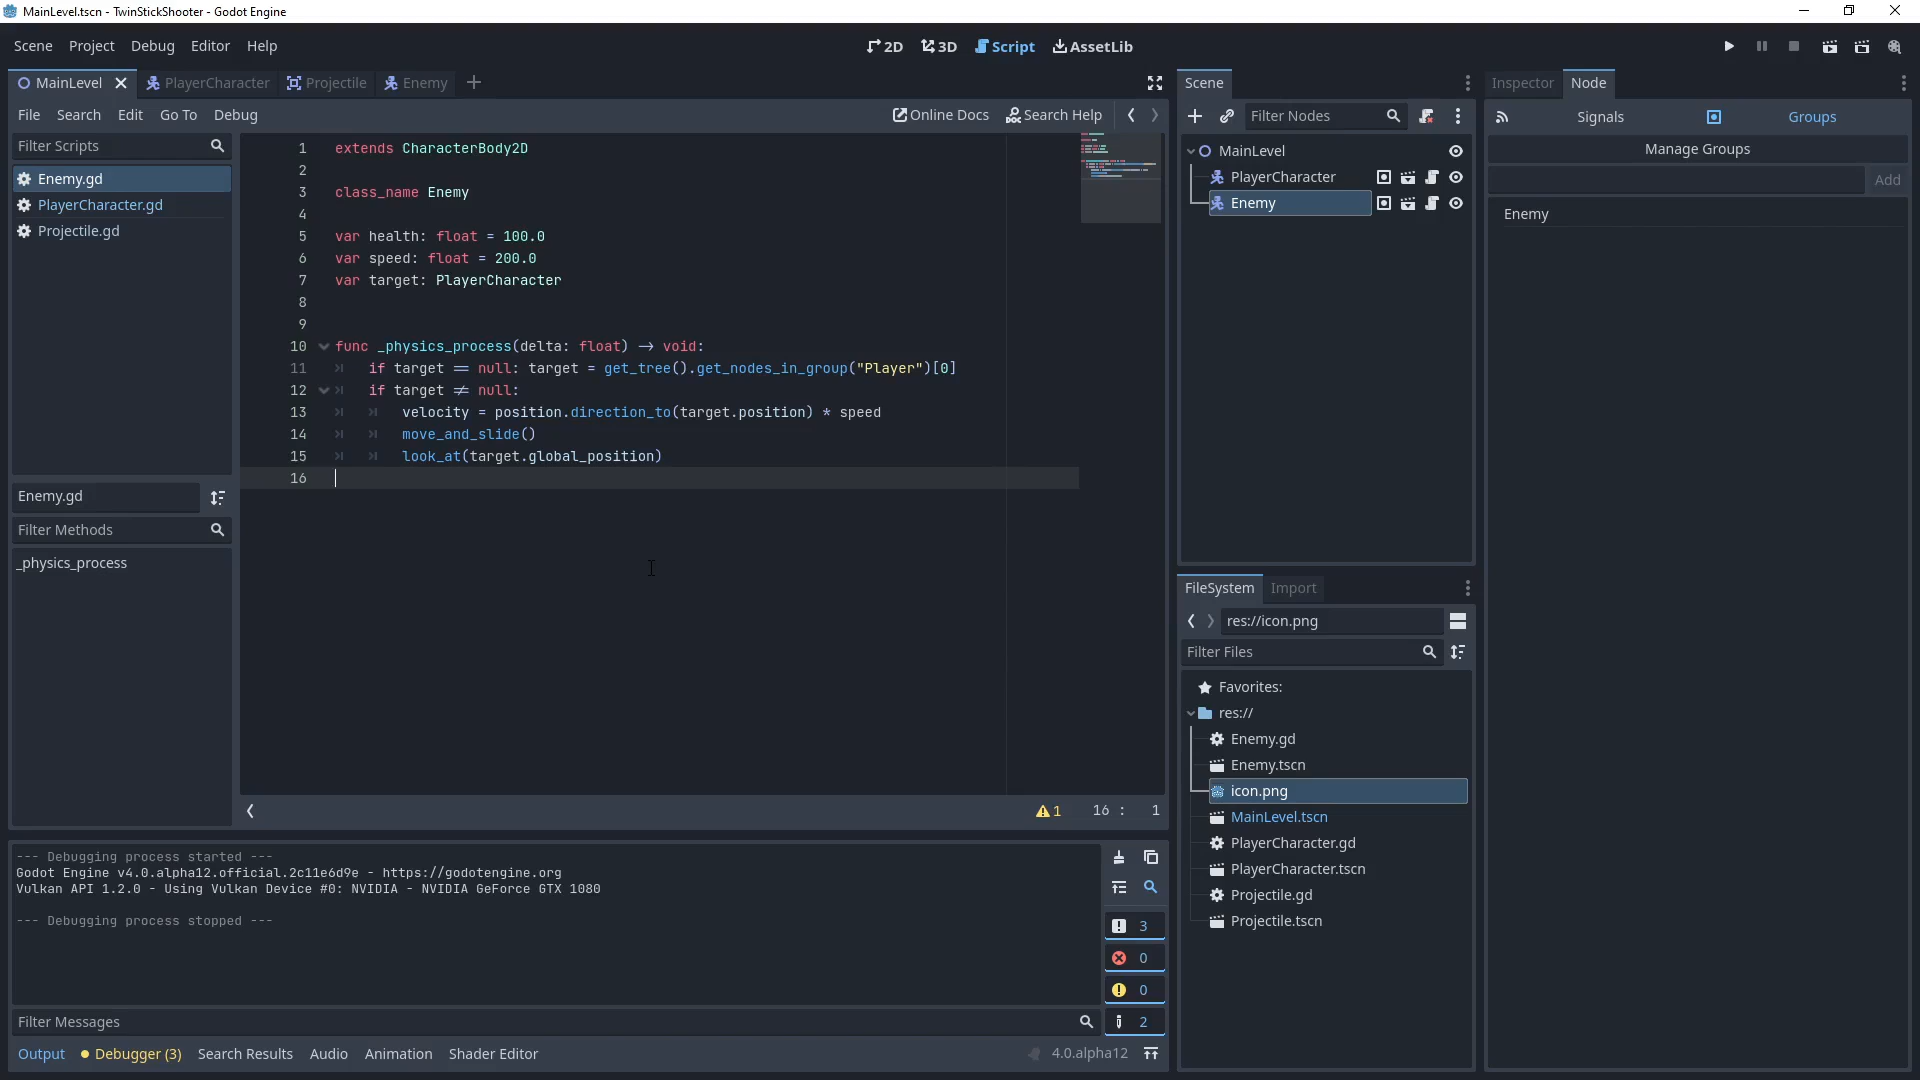 MainLevel.tscn - TwinStickShooter - Godot Engine
Scene Project Debug Editor Help
2D 3D Script AssetLib
MainLevel PlayerCharacter Projectile Enemy
File Search Edit Go To Debug
Online Docs Search Help
Filter Scripts
Enemy.gd
PlayerCharacter.gd
Projectile.gd
Enemy.gd
Filter Methods
_physics_process
1 extends CharacterBody2D
2
3 class_name Enemy
4
5 var health: float = 100.0
6 var speed: float = 200.0
7 var target: PlayerCharacter
8
9
10 func _physics_process(delta: float) -> void:
11 if target == null: target = get_tree().get_nodes_in_group("Player")[0]
12 if target != null:
13 velocity = position.direction_to(target.position) * speed
14 move_and_slide()
15 look_at(target.global_position)
16
1 16 : 1
--- Debugging process started ---
Godot Engine v4.0.alpha12.official.2c11e6d9e - https://godotengine.org
Vulkan API 1.2.0 - Using Vulkan Device #0: NVIDIA - NVIDIA GeForce GTX 1080
--- Debugging process stopped ---
3
0
0
2
Filter Messages
Output Debugger (3) Search Results Audio Animation Shader Editor
4.0.alpha12
Scene
Filter Nodes
MainLevel
PlayerCharacter
Enemy
FileSystem Import
res://icon.png
Filter Files
Favorites:
res://
Enemy.gd
Enemy.tscn
icon.png
MainLevel.tscn
PlayerCharacter.gd
PlayerCharacter.tscn
Projectile.gd
Projectile.tscn
Inspector Node
Signals Groups
Manage Groups
Add
Enemy